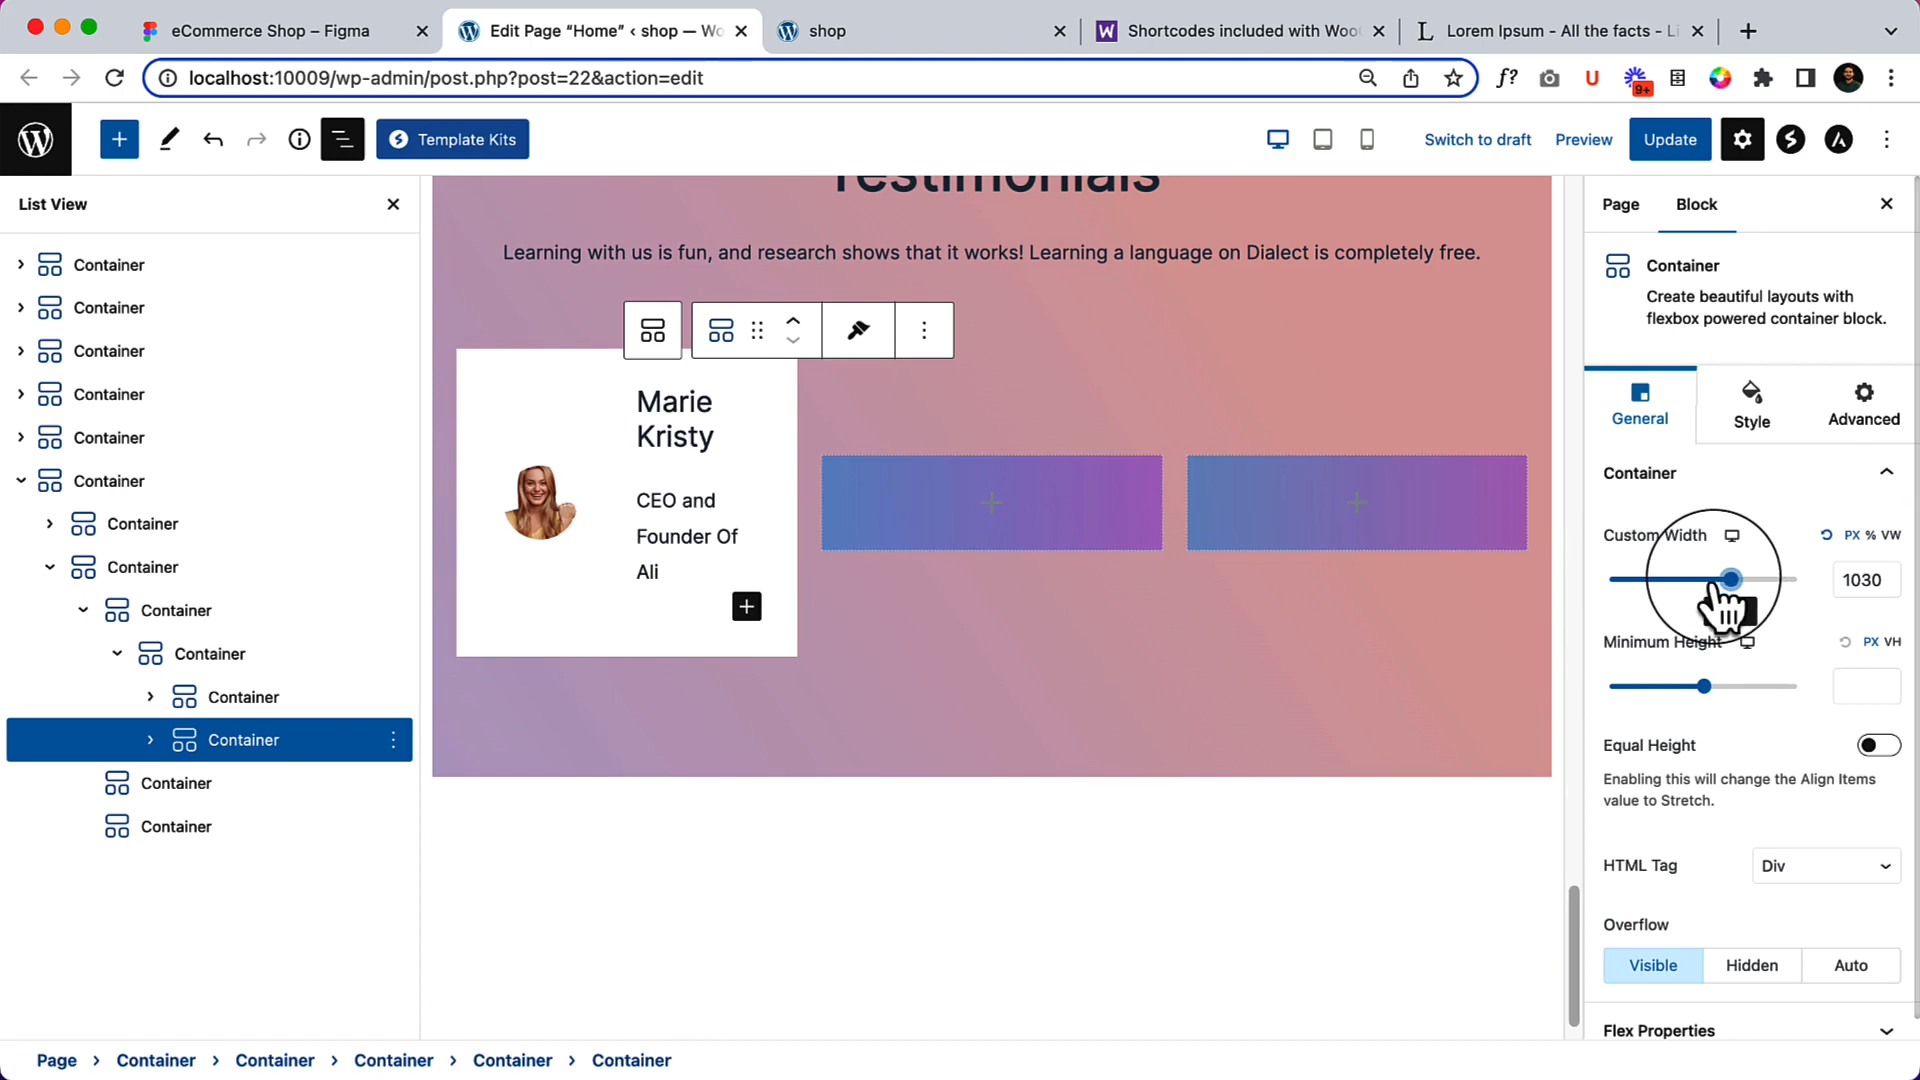 eCommerce Shop – Figma
Edit Page “Home” ‹ shop — Wo
shop
Shortcodes included with Woo
Lorem Ipsum - All the facts - Li
localhost:10009/wp-admin/post.php?post=22&action=edit
f?
U
9+
Template Kits
Switch to draft
Preview
Update
List View
Container
Container
Container
Container
Container
Container
Container
Container
Container
Container
Container
Container
Container
Container
Testimonials
Learning with us is fun, and research shows that it works! Learning a language on Dialect is completely free.
Marie
Kristy
CEO and
Founder Of
Ali
Page
Block
Container
Create beautiful layouts with
flexbox powered container block.
General
Style
Advanced
Container
Custom Width
PX % VW
1030
Minimum Height
PX VH
Equal Height
Enabling this will change the Align Items
value to Stretch.
HTML Tag
Div
Overflow
Visible
Hidden
Auto
Flex Properties
Page › Container › Container › Container › Container › Container